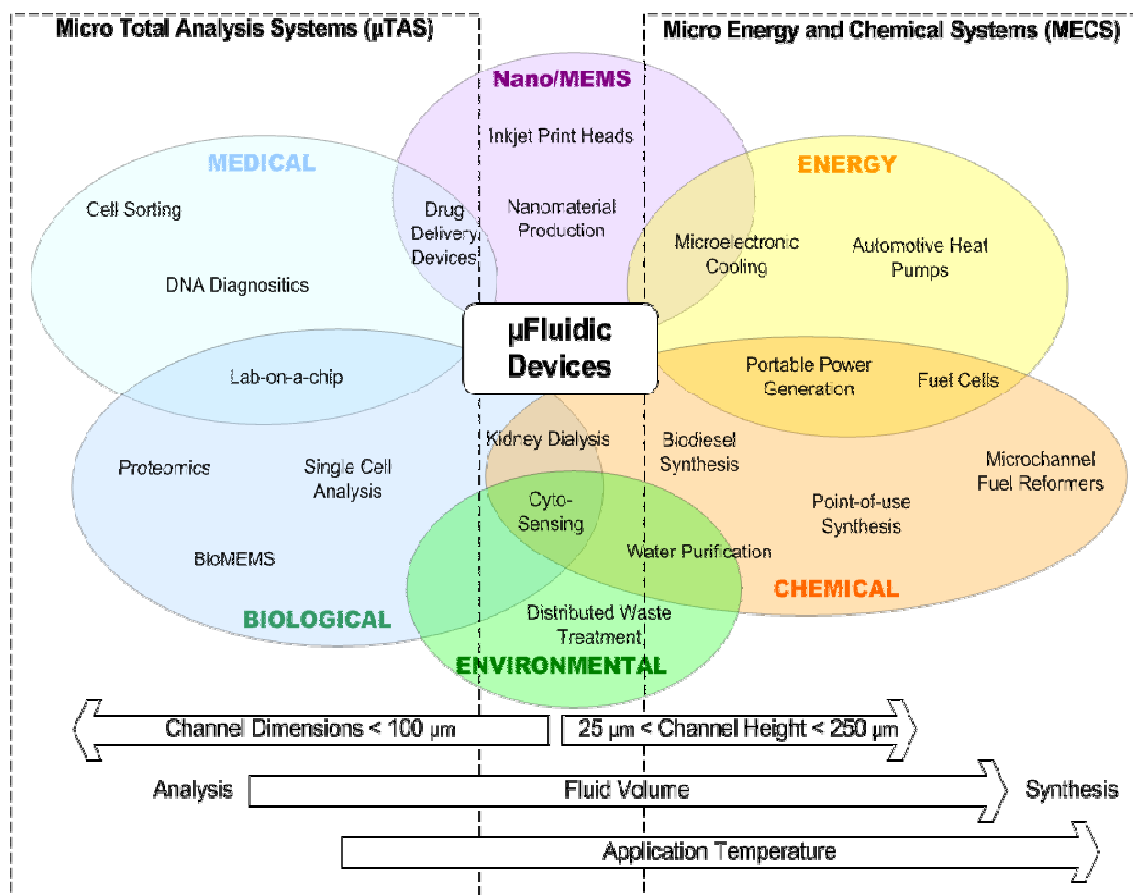 Micro Total Analysis Systems (µTAS)
Micro Energy and Chemical Systems (MECS)
Nano/MEMS
Inkjet Print Heads
Nanomaterial
Production
MEDICAL
Cell Sorting
Drug
Delivery
Devices
DNA Diagnositics
ENERGY
Microelectronic
Cooling
Automotive Heat
Pumps
µFluidic
Devices
Lab-on-a-chip
Portable Power
Generation
Fuel Cells
Proteomics
Single Cell
Analysis
BioMEMS
BIOLOGICAL
Kidney Dialysis
Cyto-
Sensing
Biodiesel
Synthesis
Microchannel
Fuel Reformers
Point-of-use
Synthesis
Water Purification
CHEMICAL
Distributed Waste
Treatment
ENVIRONMENTAL
Channel Dimensions < 100 µm
25 µm < Channel Height < 250 µm
Analysis
Fluid Volume
Synthesis
Application Temperature